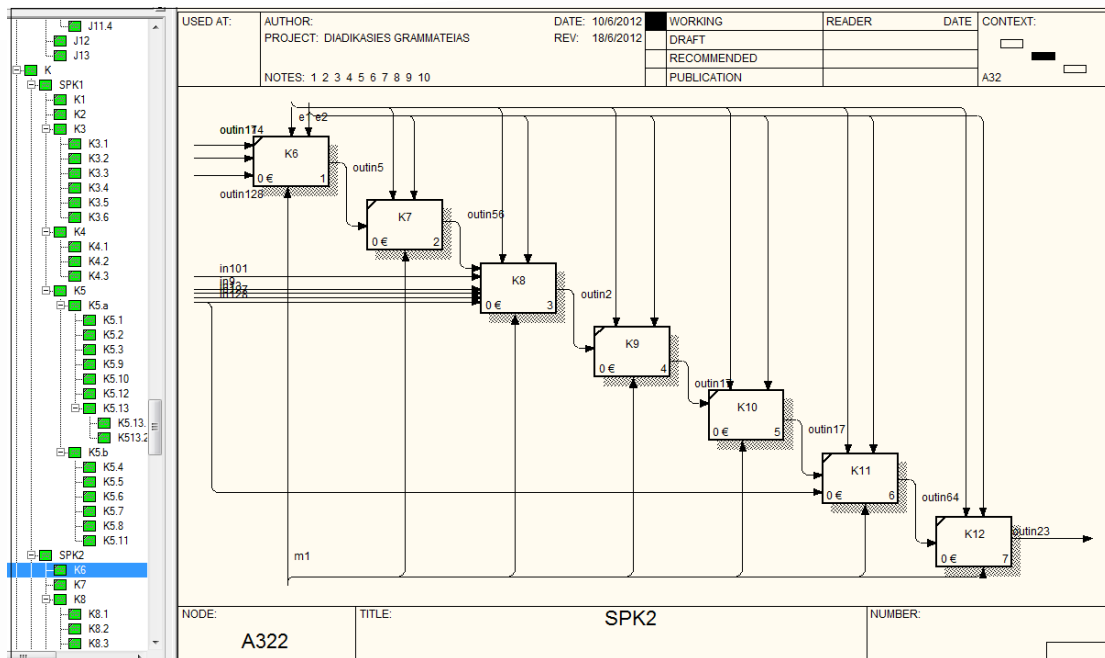 J11.4
J12
J13
K
SPK1
K1
K2
K3
K3.1
K3.2
K3.3
K3.4
K3.5
K3.6
K4
K4.1
K4.2
K4.3
K5
K5.a
K5.1
K5.2
K5.3
K5.9
K5.10
K5.12
K5.13
K5.13.
K513.2
K5.b
K5.4
K5.5
K5.6
K5.7
K5.8
K5.11
SPK2
K6
K7
K8
K8.1
K8.2
K8.3
USED AT:
AUTHOR:
DATE: 10/6/2012
PROJECT: DIADIKASIES GRAMMATEIAS
REV: 18/6/2012
NOTES: 1 2 3 4 5 6 7 8 9 10
WORKING
DRAFT
RECOMMENDED
PUBLICATION
READER DATE
CONTEXT:
A32
e1 e2
K6
0 € 1
outin128
outin5
K7
0 € 2
outin56
in101
in9
in128
K8
0 € 3
outin2
K9
0 € 4
K10
0 € 5
outin17
K11
0 € 6
outin64
K12
0 € 7
outin23
m1
NODE:
A322
TITLE:
SPK2
NUMBER: